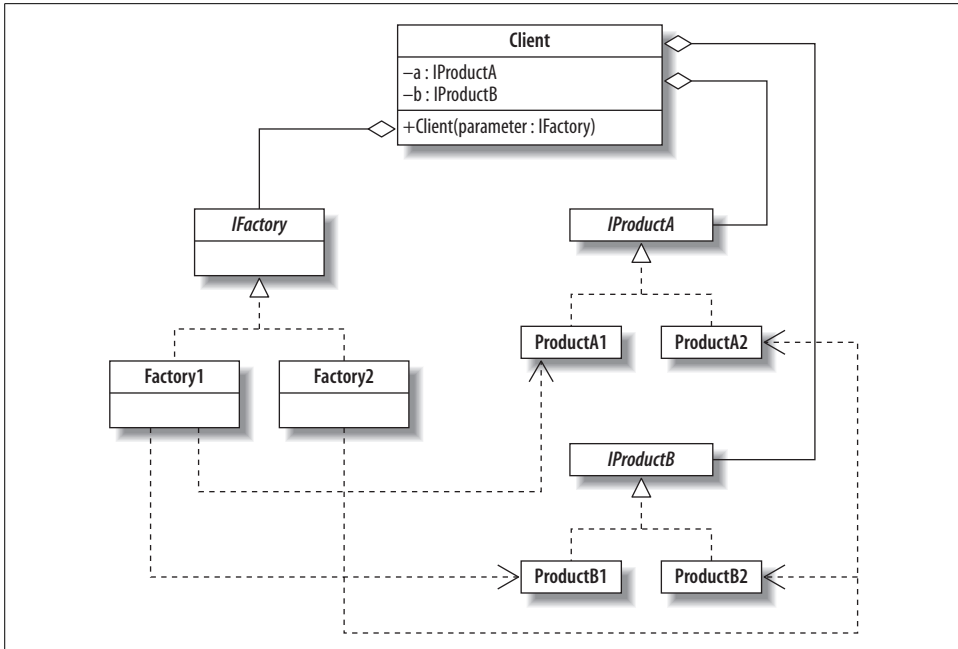 Client
–a : IProductA
–b : IProductB
+Client(parameter : IFactory)
IFactory
IProductA
ProductA1
ProductA2
Factory1
Factory2
IProductB
ProductB1
ProductB2